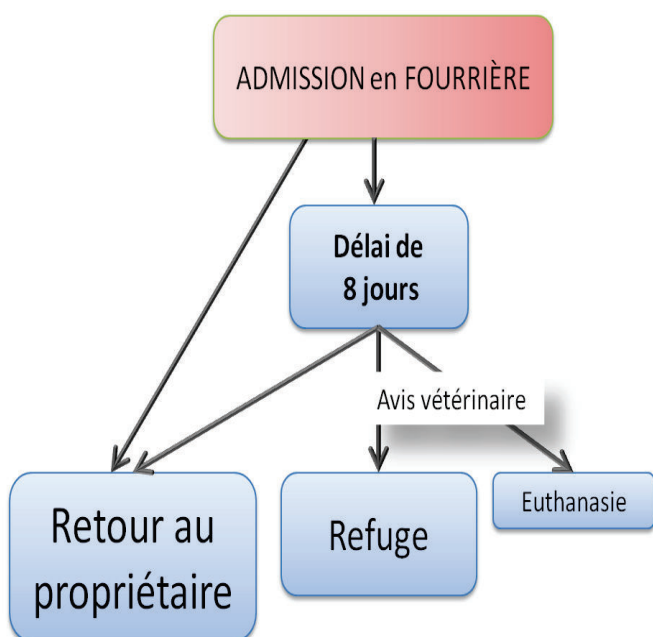 ADMISSION en FOURRIÈRE
Délai de
8 jours
Avis vétérinaire
Retour au
propriétaire
Refuge
Euthanasie